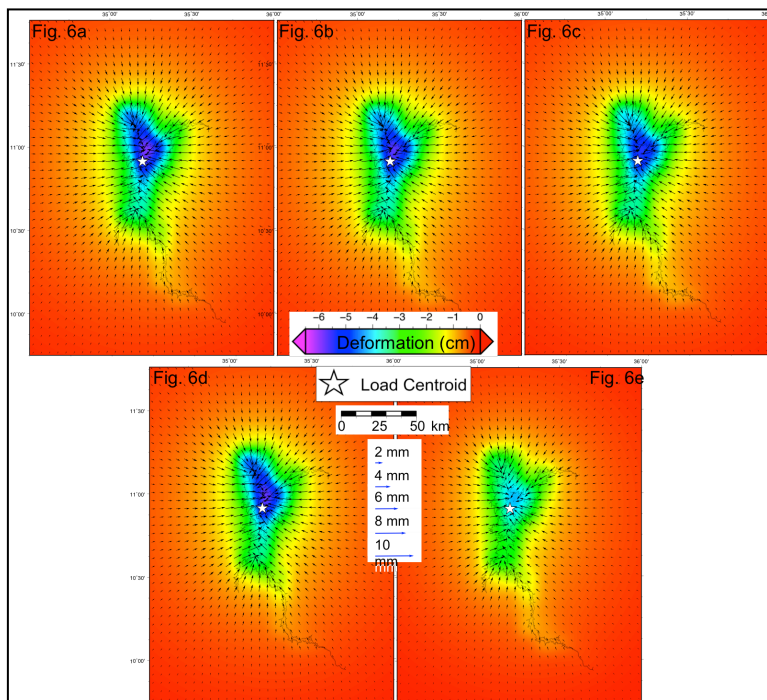 35˚00' 35˚30' 35˚00' 35˚30' 35˚00' 35˚30' 36˚00'
Fig. 6a Fig. 6b Fig. 6c
11˚30'
11˚00'
10˚30'
10˚00'
−6 −5 −4 −3 −2 −1 0
Deformation (cm)
35˚00' 35˚30' 36˚00' 35˚30' 36˚00'
Fig. 6d Fig. 6e
Load Centroid
0 25 50 km
11˚30'
2 mm
4 mm
11˚00'
6 mm
8 mm
10
mm
10˚30'
10˚00'